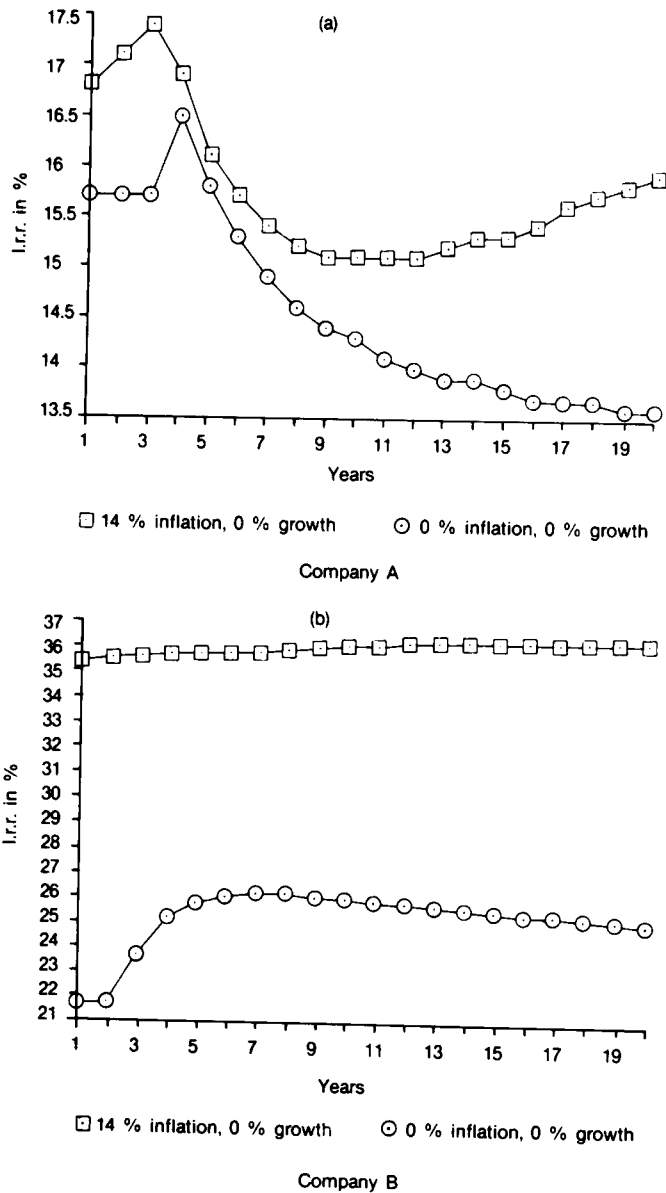 (a)
17.5
17
16.5
16
15.5
15
14.5
14
13.5
I.r.r. in %
1 3 5 7 9 11 13 15 17 19
Years
14 % inflation, 0 % growth 0 % inflation, 0 % growth
Company A
(b)
37
36
35
34
33
32
31
30
29
28
27
26
25
24
23
22
21
I.r.r. in %
1 3 5 7 9 11 13 15 17 19
Years
14 % inflation, 0 % growth 0 % inflation, 0 % growth
Company B